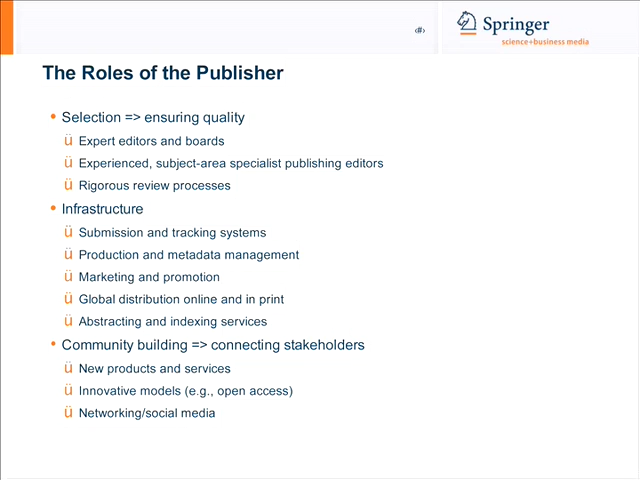 ‹#›
Springer
science+business media
The Roles of the Publisher
• Selection => ensuring quality
ü Expert editors and boards
ü Experienced, subject-area specialist publishing editors
ü Rigorous review processes
• Infrastructure
ü Submission and tracking systems
ü Production and metadata management
ü Marketing and promotion
ü Global distribution online and in print
ü Abstracting and indexing services
• Community building => connecting stakeholders
ü New products and services
ü Innovative models (e.g., open access)
ü Networking/social media